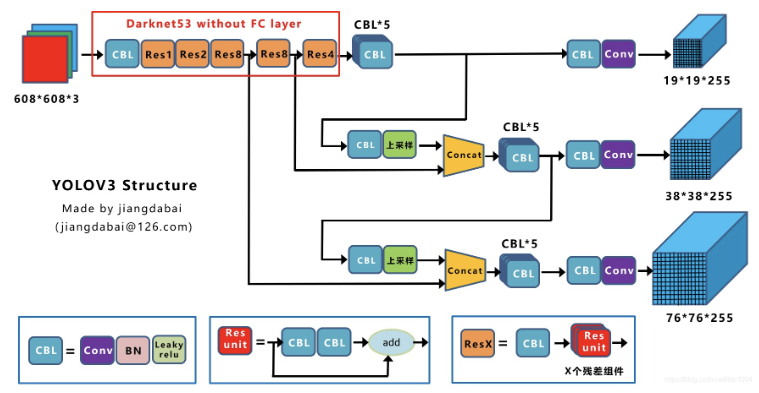 Darknet53 without FC layer
CBL*5
CBL
Res1
Res2
Res8
Res8
Res4
CBL
CBL
Conv
608*608*3
19*19*255
CBL*5
CBL
上采样
Concat
CBL
CBL
Conv
38*38*255
YOLOV3 Structure
Made by jiangdabai
(jiangdabai@126.com)
CBL*5
CBL
上采样
Concat
CBL
CBL
Conv
76*76*255
CBL
=
Conv
BN
Leaky
relu
Res
unit
=
CBL
CBL
add
ResX
=
CBL
Res
unit
X个残差组件